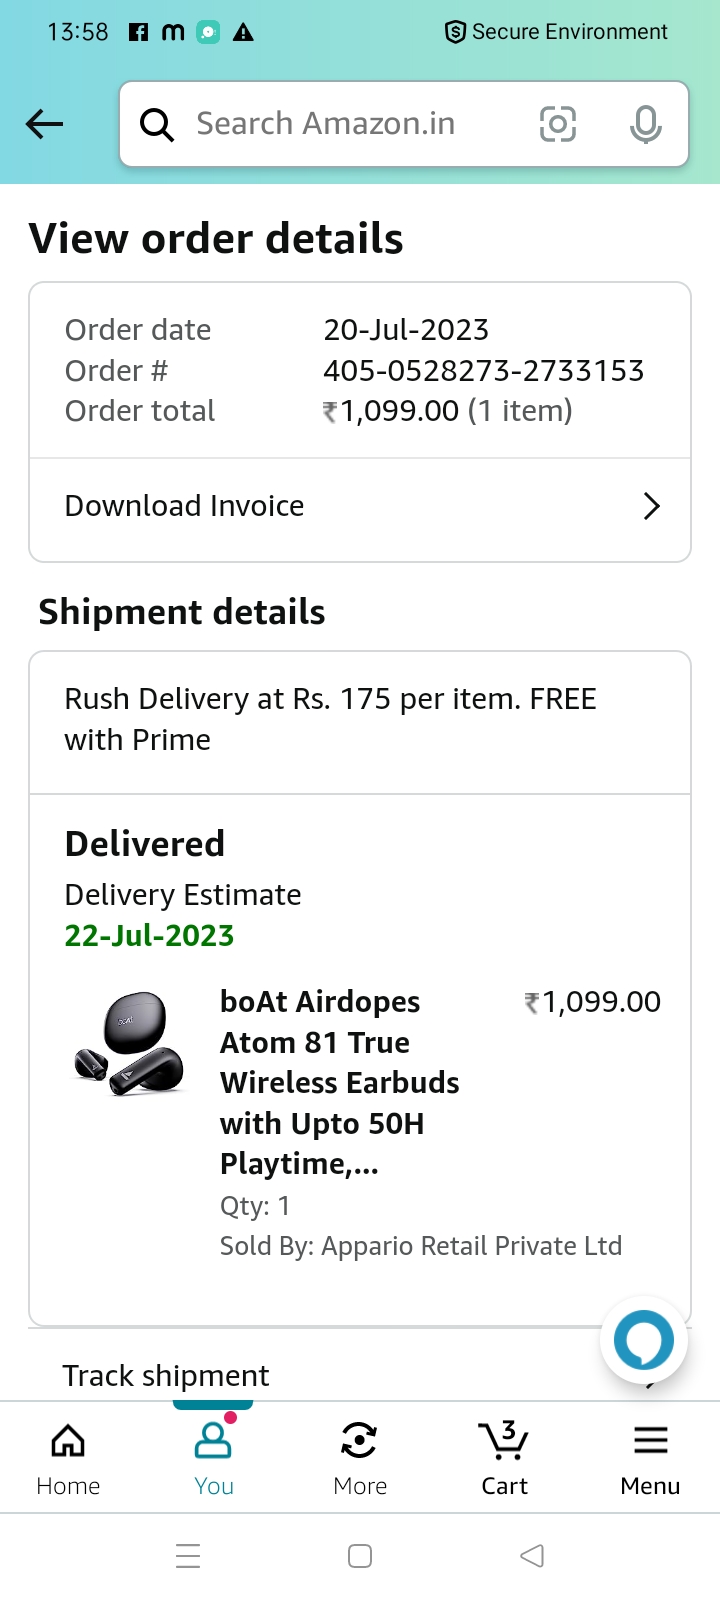 13:58
Secure Environment
Search Amazon.in
View order details
Order date 20-Jul-2023
Order # 405-0528273-2733153
Order total ₹1,099.00 (1 item)
Download Invoice
Shipment details
Rush Delivery at Rs. 175 per item. FREE
with Prime
Delivered
Delivery Estimate
22-Jul-2023
boAt Airdopes ₹1,099.00
Atom 81 True
Wireless Earbuds
with Upto 50H
Playtime,...
Qty: 1
Sold By: Appario Retail Private Ltd
Track shipment
3
Home You More Cart Menu